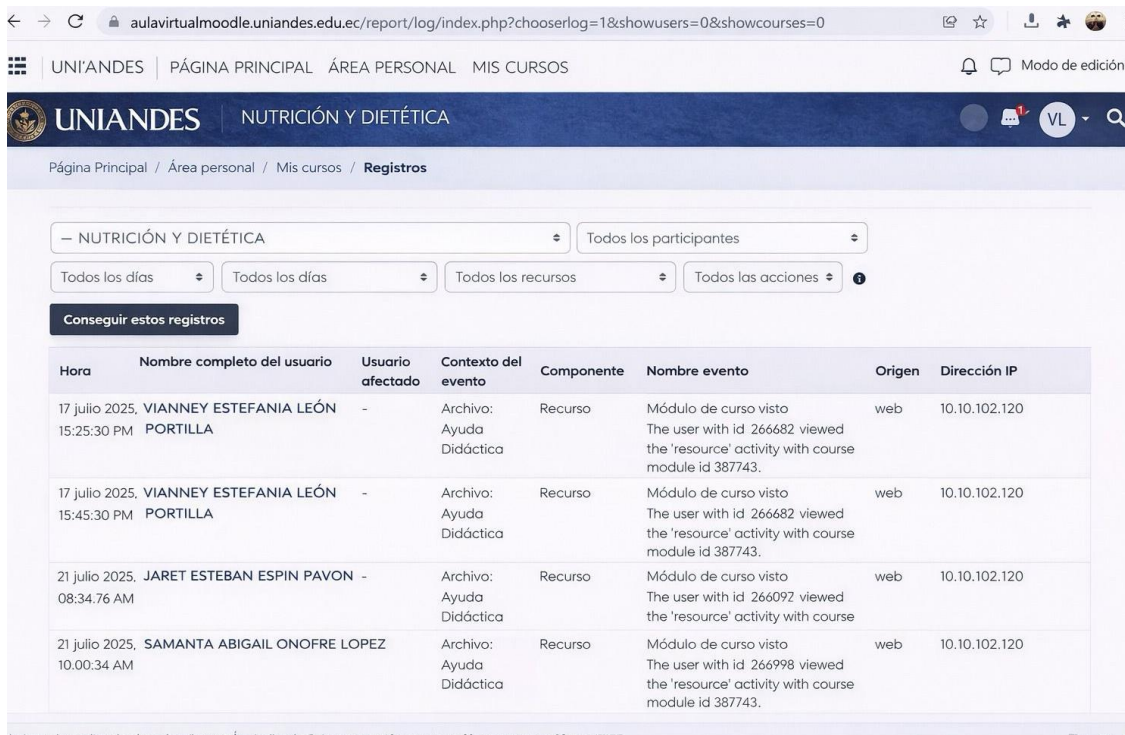 aulavirtualmoodle.uniandes.edu.ec/report/log/index.php?chooserlog=1&showusers=0&showcourses=0
UNI'ANDES PÁGINA PRINCIPAL ÁREA PERSONAL MIS CURSOS Modo de edición
UNIANDES NUTRICIÓN Y DIETÉTICA 1 VL
Página Principal / Área personal / Mis cursos / Registros
— NUTRICIÓN Y DIETÉTICA Todos los participantes
Todos los días Todos los días Todos los recursos Todos las acciones
Conseguir estos registros
Hora Nombre completo del usuario Usuario afectado Contexto del evento Componente Nombre evento Origen Dirección IP
17 julio 2025, VIANNEY ESTEFANIA LEÓN - Archivo: Recurso Módulo de curso visto web 10.10.102.120
15:25:30 PM PORTILLA Ayuda The user with id 266682 viewed
Didáctica the 'resource' activity with course
module id 387743.
17 julio 2025, VIANNEY ESTEFANIA LEÓN - Archivo: Recurso Módulo de curso visto web 10.10.102.120
15:45:30 PM PORTILLA Ayuda The user with id 266682 viewed
Didáctica the 'resource' activity with course
module id 387743.
21 julio 2025, JARET ESTEBAN ESPIN PAVON - Archivo: Recurso Módulo de curso visto web 10.10.102.120
08:34.76 AM Ayuda The user with id 266092 viewed
Didáctica the 'resource' activity with course
21 julio 2025, SAMANTA ABIGAIL ONOFRE LOPEZ Archivo: Recurso Módulo de curso visto web 10.10.102.120
10.00:34 AM Ayuda The user with id 266998 viewed
Didáctica the 'resource' activity with course
module id 387743.